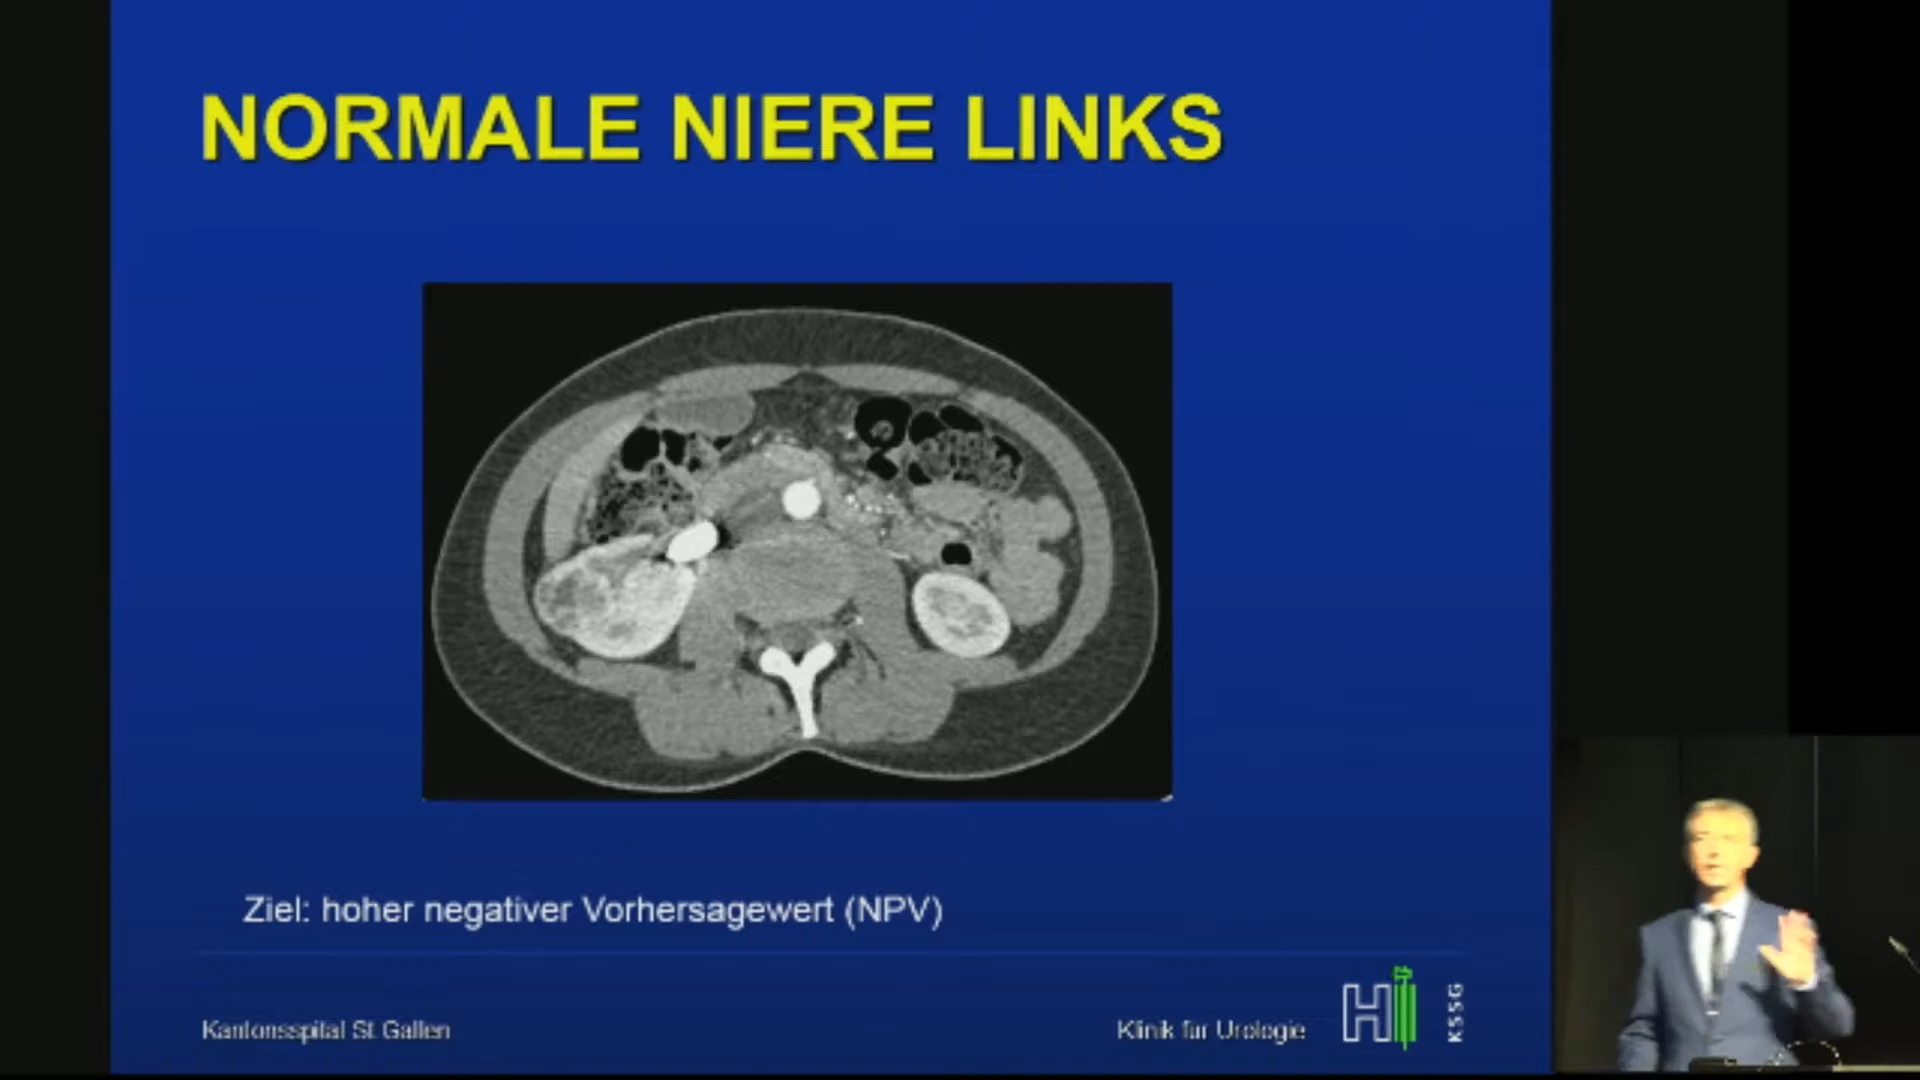 NORMALE NIERE LINKS
Ziel: hoher negativer Vorhersagewert (NPV)
Kantonsspital St Gallen
Klinik für Urologie
H
KSSG